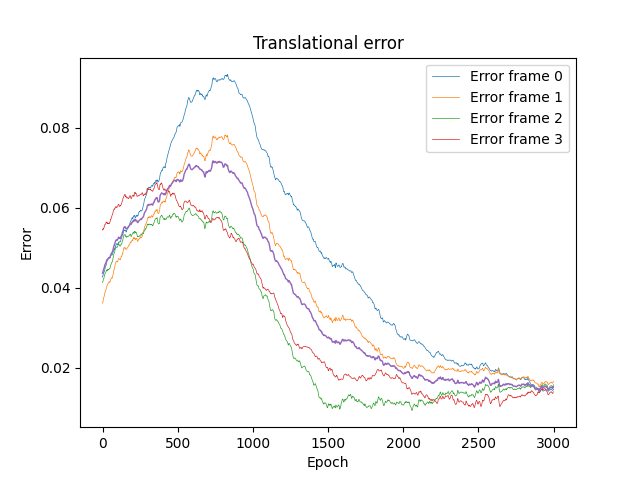 Translational error
Error frame 0
Error frame 1
Error frame 2
Error frame 3
0.08
0.06
0.04
0.02
Error
0
500
1000
1500
2000
2500
3000
Epoch